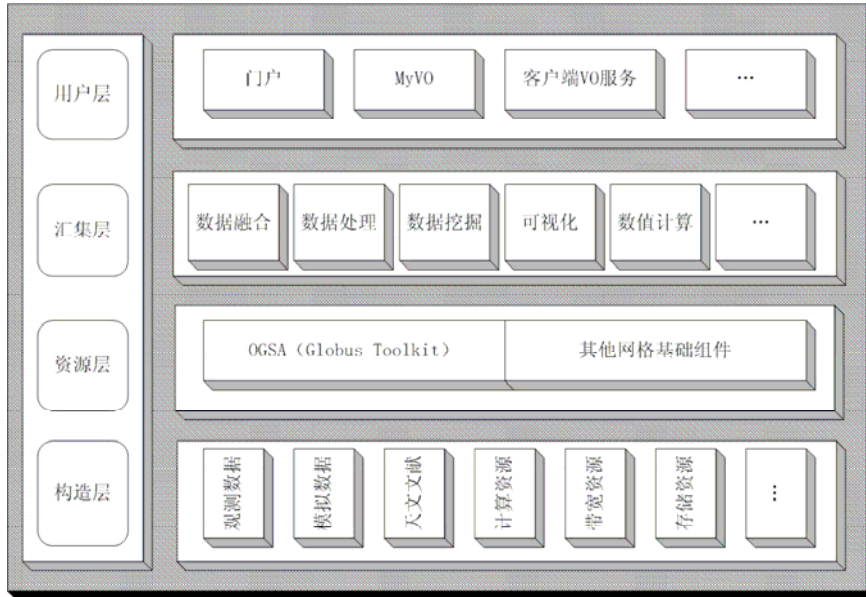 用户层
门户
MyVO
客户端VO服务
…
汇集层
数据融合
数据处理
数据挖掘
可视化
数值计算
…
资源层
OGSA（Globus Toolkit）
其他网格基础组件
构造层
观测数据
模拟数据
天文文献
计算资源
带宽资源
存储资源
…